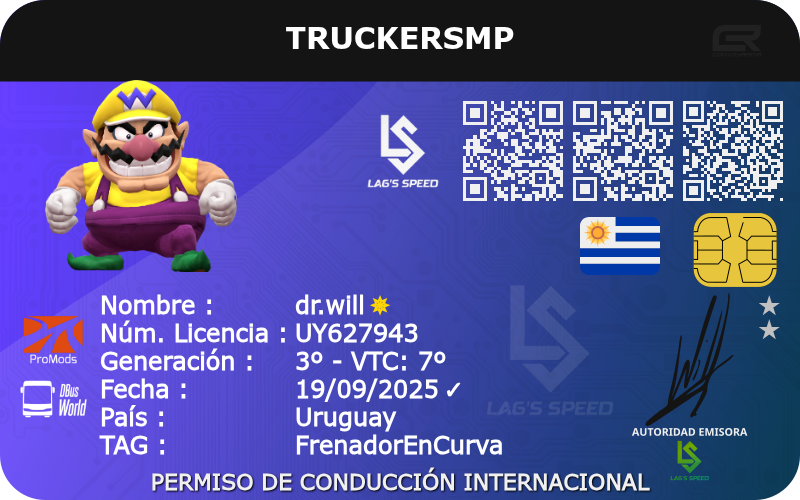 TRUCKERSMP
LAG'S SPEED
Nombre : dr.will
Núm. Licencia : UY627943
Generación : 3º - VTC: 7º
Fecha : 19/09/2025 ✓
País : Uruguay
TAG : FrenadorEnCurva
ProMods
DBus
World
LAG'S SPEED
Will
AUTORIDAD EMISORA
LAG'S SPEED
PERMISO DE CONDUCCIÓN INTERNACIONAL